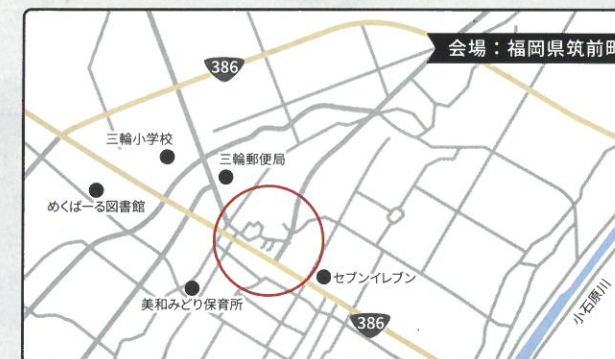 会場：福岡県筑前町
386
三輪小学校
三輪郵便局
めくばーる図書館
セブンイレブン
美和みどり保育所
386
小石原川